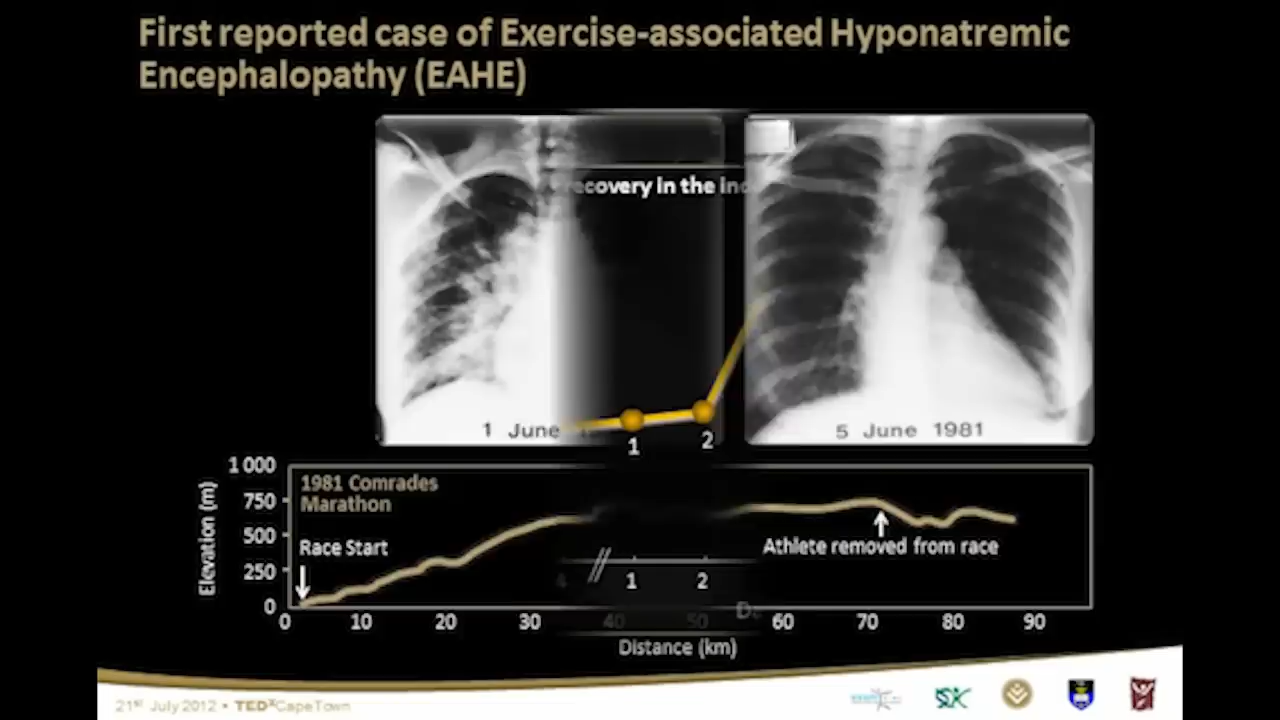 First reported case of Exercise-associated Hyponatremic
Encephalopathy (EAHE)
recovery in the
1 June
1
2
5 June 1981
Elevation (m)
1 000
750
500
250
0
1981 Comrades
Marathon
Race Start
Athlete removed from race
1
2
0
10
20
30
40
50
60
70
80
90
Distance (km)
21st July 2012 • TEDxCapeTown